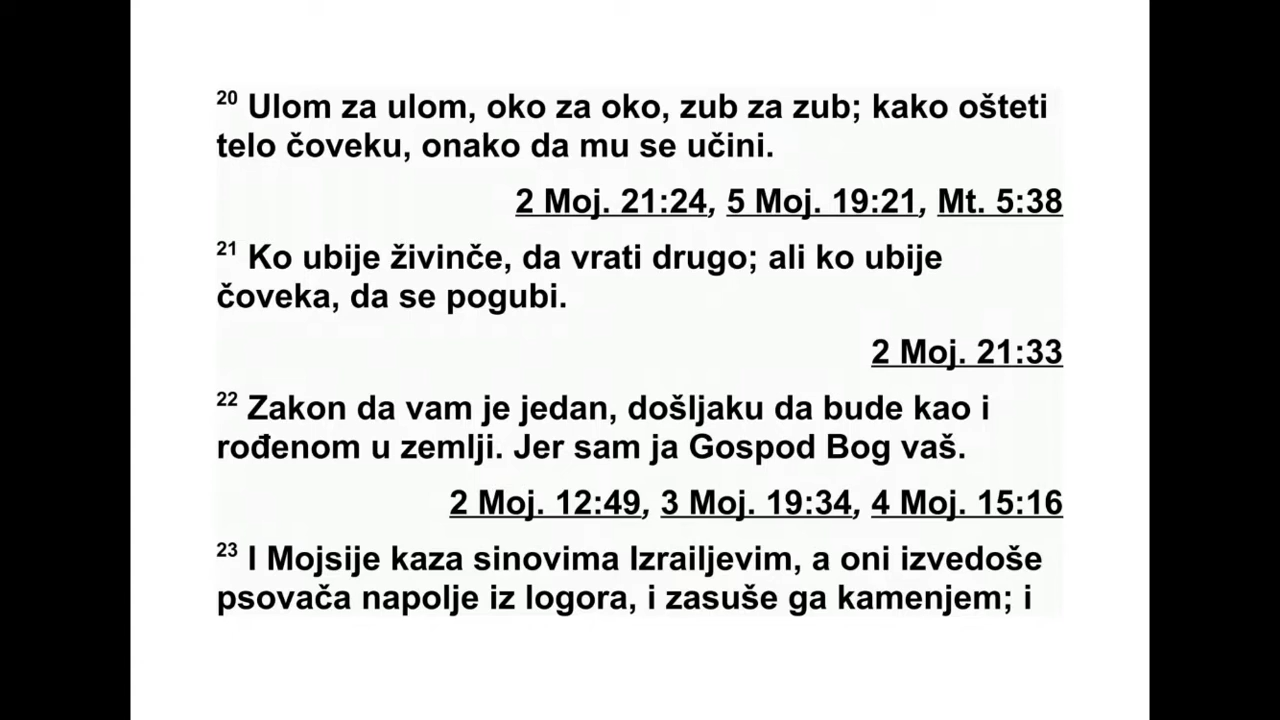 20 Ulom za ulom, oko za oko, zub za zub; kako ošteti
telo čoveku, onako da mu se učini.
2 Moj. 21:24, 5 Moj. 19:21, Mt. 5:38
21 Ko ubije živinče, da vrati drugo; ali ko ubije
čoveka, da se pogubi.
2 Moj. 21:33
22 Zakon da vam je jedan, došljaku da bude kao i
rođenom u zemlji. Jer sam ja Gospod Bog vaš.
2 Moj. 12:49, 3 Moj. 19:34, 4 Moj. 15:16
23 I Mojsije kaza sinovima Izrailjevim, a oni izvedoše
psovača napolje iz logora, i zasuše ga kamenjem; i